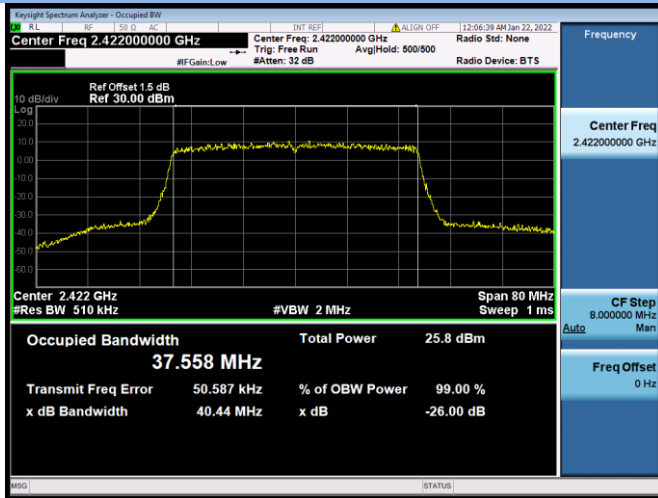 Keysight Spectrum Analyzer - Occupied BW
RL RF 50 Ω AC INT REF ALIGN OFF 12:06:39 AM Jan 22, 2022
Center Freq 2.422000000 GHz
Center Freq: 2.422000000 GHz Radio Std: None
Trig: Free Run Avg|Hold: 500/500
#IFGain:Low #Atten: 32 dB Radio Device: BTS
Frequency
Ref Offset 1.5 dB
10 dB/div Ref 30.00 dBm
Log
20.0
10.0
0.00
-10.0
-20.0
-30.0
-40.0
-50.0
-60.0
Center 2.422 GHz Span 80 MHz
#Res BW 510 kHz #VBW 2 MHz Sweep 1 ms
Occupied Bandwidth Total Power 25.8 dBm
37.558 MHz
Transmit Freq Error 50.587 kHz % of OBW Power 99.00 %
x dB Bandwidth 40.44 MHz x dB -26.00 dB
Center Freq
2.422000000 GHz
CF Step
8.000000 MHz
Auto Man
Freq Offset
0 Hz
MSG STATUS